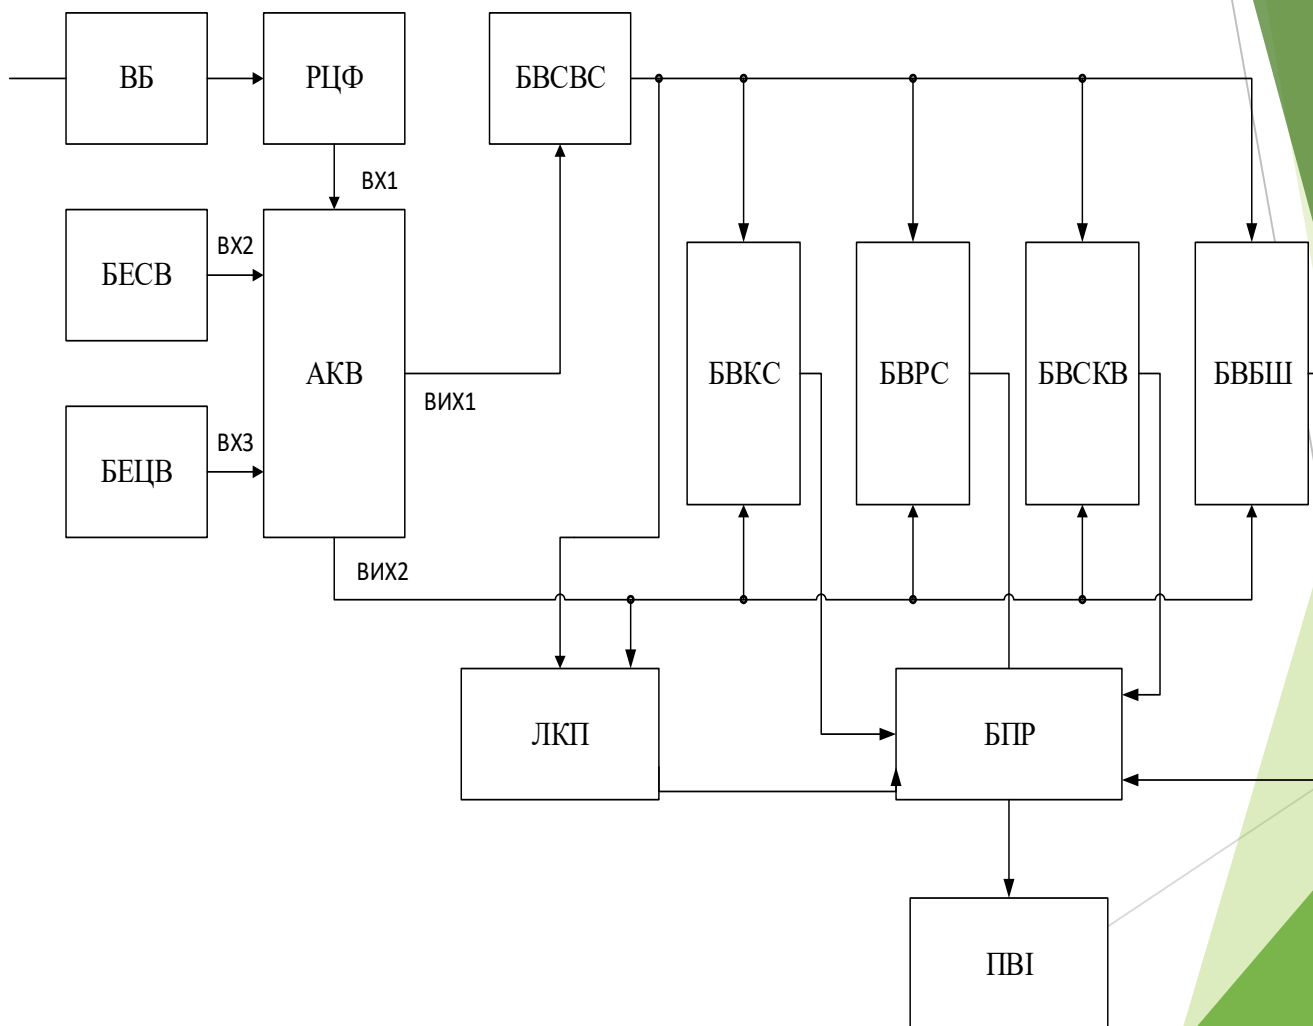 ВБ
РЦФ
БВСВС
ВХ1
БЕСВ
ВХ2
АКВ
ВИХ1
БЕЦВ
ВХ3
ВИХ2
БВКС
БВРС
БВСКВ
БВБШ
ЛКП
БПР
ПВІ